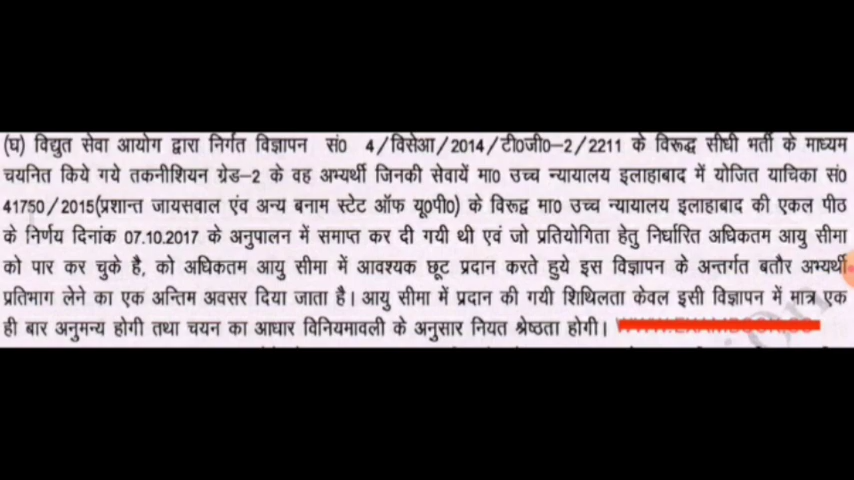 (घ) विद्युत सेवा आयोग द्वारा निर्गत विज्ञापन सं0 4/विसेआ/2014/टी0जी0-2/2211 के विरूद्ध सीधी भर्ती के माध्यम
चयनित किये गये तकनीशियन ग्रेड-2 के वह अभ्यर्थी जिनकी सेवायें मा0 उच्च न्यायालय इलाहाबाद में योजित याचिका सं0
41750/2015(प्रशान्त जायसवाल एंव अन्य बनाम स्टेट ऑफ यू0पी0) के विरूद्व मा0 उच्च न्यायालय इलाहाबाद की एकल पीठ
के निर्णय दिनांक 07.10.2017 के अनुपालन में समाप्त कर दी गयी थी एवं जो प्रतियोगिता हेतु निर्धारित अधिकतम आयु सीमा
को पार कर चुके है, को अधिकतम आयु सीमा में आवश्यक छूट प्रदान करते हुये इस विज्ञापन के अन्तर्गत बतौर अभ्यर्थी
प्रतिभाग लेने का एक अन्तिम अवसर दिया जाता है। आयु सीमा में प्रदान की गयी शिथिलता केवल इसी विज्ञापन में मात्र एक
ही बार अनुमन्य होगी तथा चयन का आधार विनियमावली के अनुसार नियत श्रेष्ठता होगी।